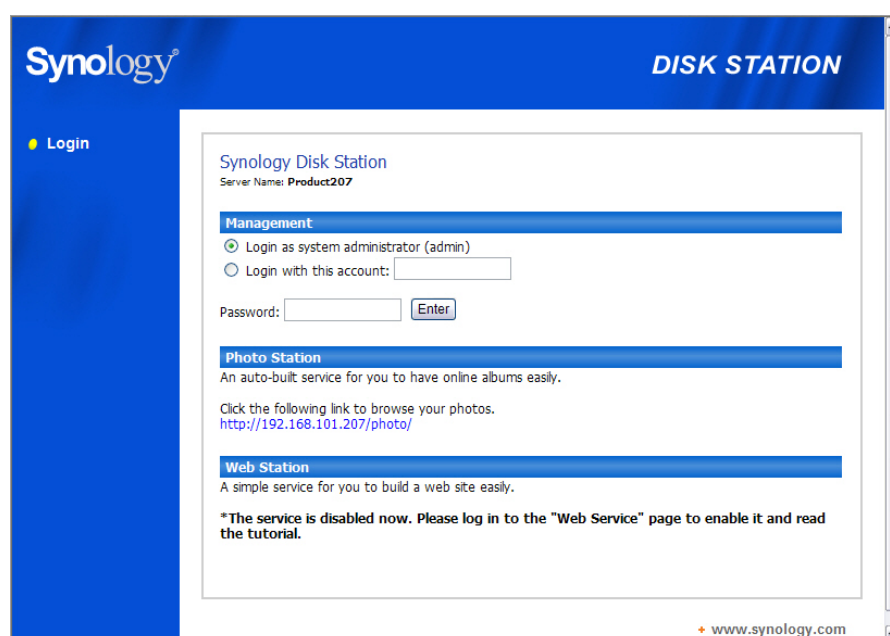 Synology®
DISK STATION
Login
Synology Disk Station
Server Name: Product207
Management
Login as system administrator (admin)
Login with this account:
Password: Enter
Photo Station
An auto-built service for you to have online albums easily.
Click the following link to browse your photos.
http://192.168.101.207/photo/
Web Station
A simple service for you to build a web site easily.
*The service is disabled now. Please log in to the "Web Service" page to enable it and read
the tutorial.
+ www.synology.com